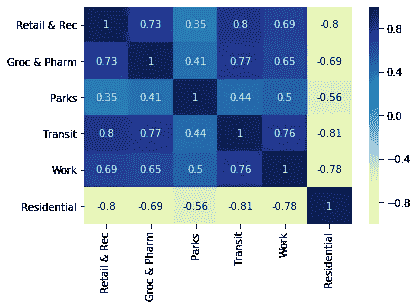 Retail & Rec 1 0.73 0.35 0.8 0.69 -0.8
Groc & Pharm 0.73 1 0.41 0.77 0.65 -0.69
Parks 0.35 0.41 1 0.44 0.5 -0.56
Transit 0.8 0.77 0.44 1 0.76 -0.81
Work 0.69 0.65 0.5 0.76 1 -0.78
Residential -0.8 -0.69 -0.56 -0.81 -0.78 1
Retail & Rec
Groc & Pharm
Parks
Transit
Work
Residential
0.8
0.4
0.0
−0.4
−0.8